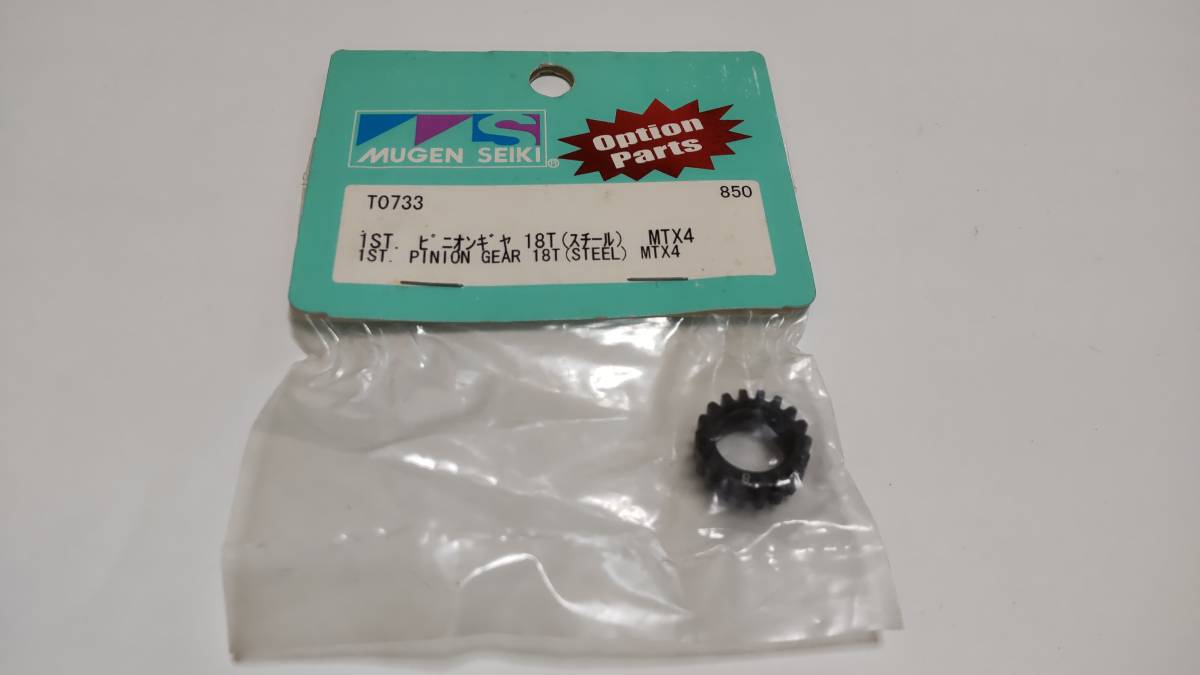 MS
MUGEN SEIKI®
Option
Parts
T0733 850
1ST. ピニオンギヤ 18T(スチール) MTX4
1ST. PINION GEAR 18T(STEEL) MTX4